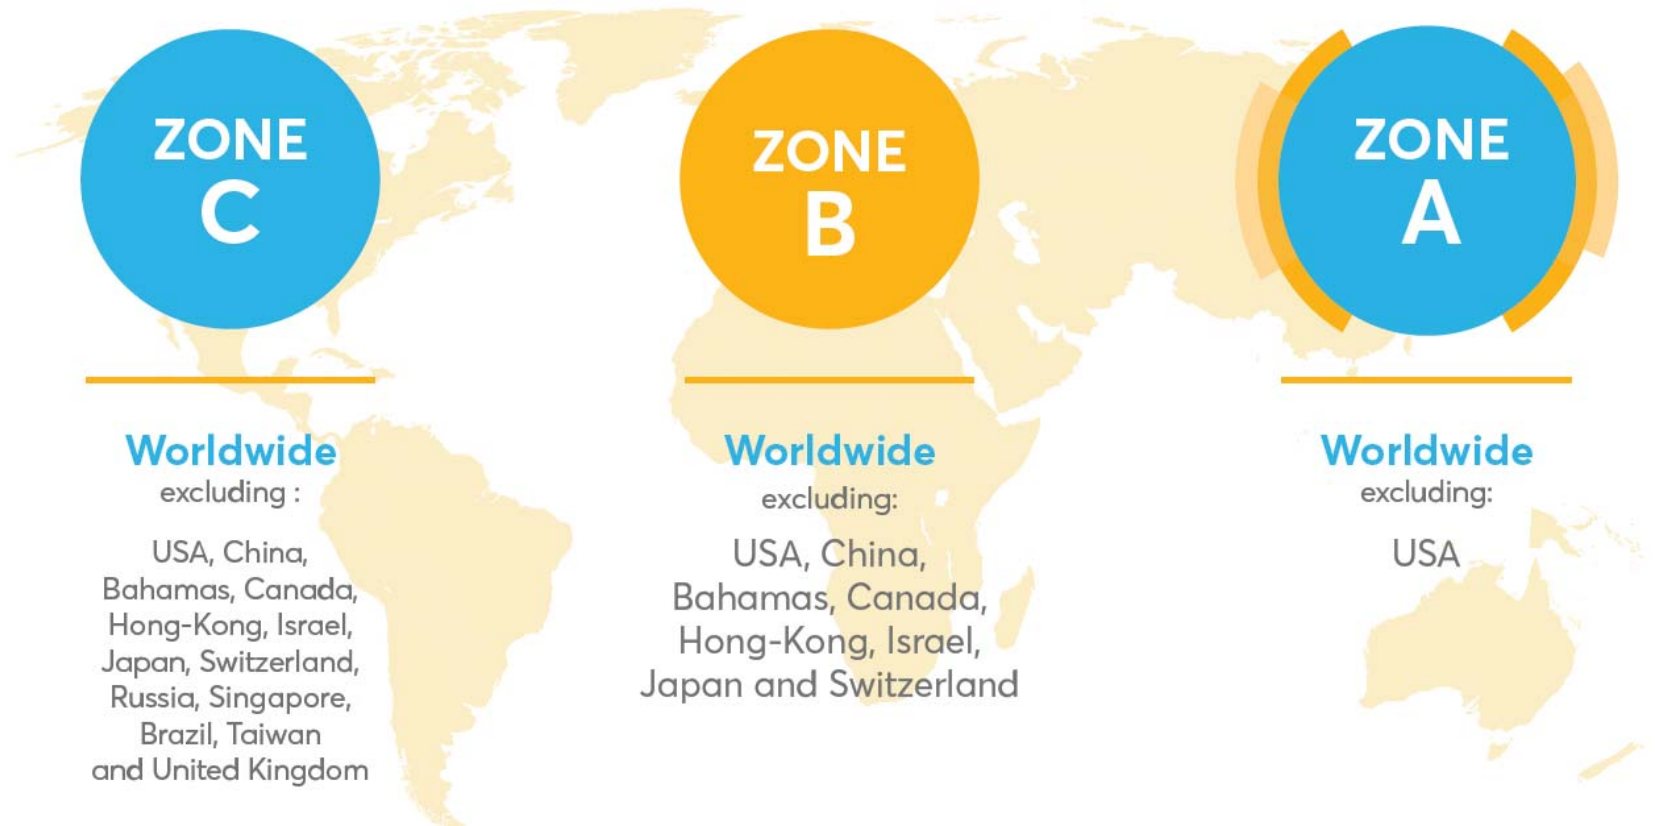 ZONE
C
Worldwide
excluding :
USA, China,
Bahamas, Canada,
Hong-Kong, Israel,
Japan, Switzerland,
Russia, Singapore,
Brazil, Taiwan
and United Kingdom
ZONE
B
Worldwide
excluding:
USA, China,
Bahamas, Canada,
Hong-Kong, Israel,
Japan and Switzerland
ZONE
A
Worldwide
excluding:
USA